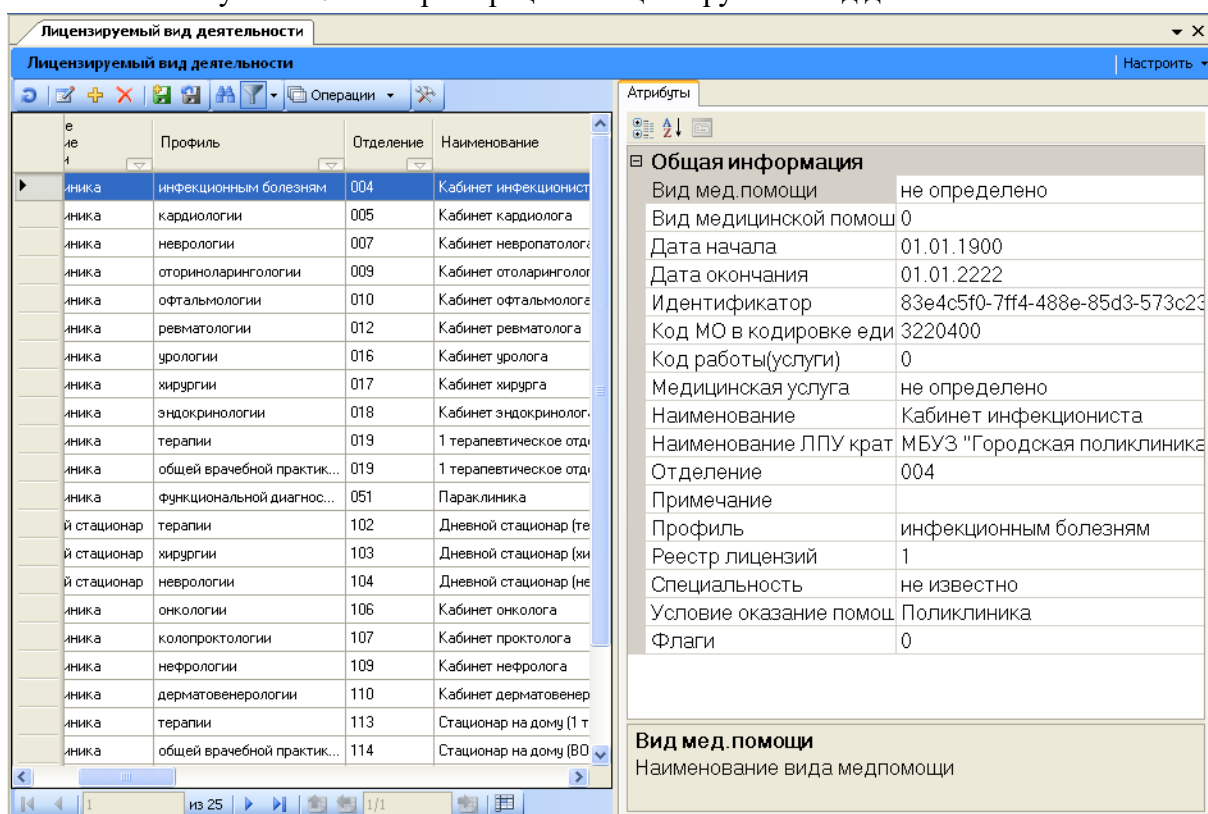 Лицензируемый вид деятельности
Лицензируемый вид деятельности Настроить
Операции
Профиль Отделение Наименование
иника инфекционным болезням 004 Кабинет инфекционист
иника кардиологии 005 Кабинет кардиолога
иника неврологии 007 Кабинет невропатолога
иника оториноларингологии 009 Кабинет отоларинголог
иника офтальмологии 010 Кабинет офтальмолога
иника ревматологии 012 Кабинет ревматолога
иника урологии 016 Кабинет уролога
иника хирургии 017 Кабинет хирурга
иника эндокринологии 018 Кабинет эндокринолог
иника терапии 019 1 терапевтическое отд
иника общей врачебной практик... 019 1 терапевтическое отд
иника функциональной диагнос... 051 Параклиника
й стационар терапии 102 Дневной стационар (те
й стационар хирургии 103 Дневной стационар (хи
й стационар неврологии 104 Дневной стационар (не
иника онкологии 106 Кабинет онколога
иника колопроктологии 107 Кабинет проктолога
иника нефрологии 109 Кабинет нефролога
иника дерматовенерологии 110 Кабинет дерматовенер
иника терапии 113 Стационар на дому (1 т
иника общей врачебной практик... 114 Стационар на дому (ВО
1 из 25 1/1
Атрибуты
Общая информация
Вид мед.помощи не определено
Вид медицинской помощ 0
Дата начала 01.01.1900
Дата окончания 01.01.2222
Идентификатор 83e4c5f0-7ff4-488e-85d3-573c23
Код МО в кодировке еди 3220400
Код работы(услуги) 0
Медицинская услуга не определено
Наименование Кабинет инфекциониста
Наименование ЛПУ крат МБУЗ "Городская поликлиника
Отделение 004
Примечание
Профиль инфекционным болезням
Реестр лицензий 1
Специальность не известно
Условие оказание помощ Поликлиника
Флаги 0
Вид мед.помощи
Наименование вида медпомощи